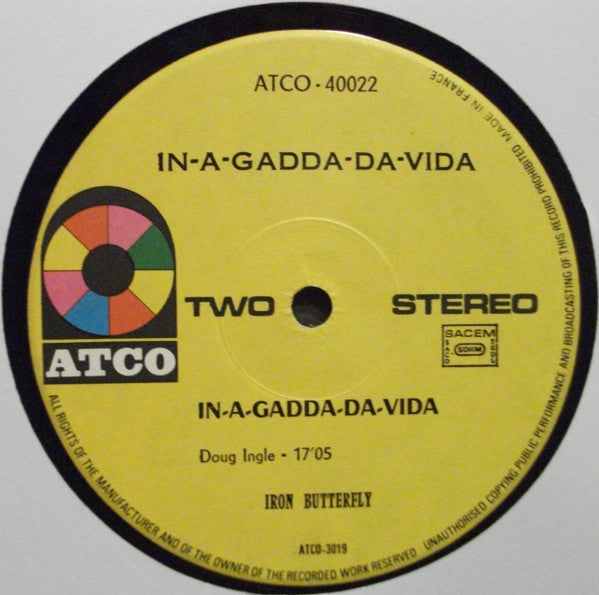 ATCO - 40022
IN-A-GADDA-DA-VIDA
ATCO
TWO
STEREO
SACEM
SACD
SDRM
SGDL
IN-A-GADDA-DA-VIDA
Doug Ingle - 17'05
IRON BUTTERFLY
ATCO-3019
ALL RIGHTS OF THE MANUFACTURER AND OF THE OWNER OF THE RECORDED WORK RESERVED UNAUTHORISED COPYING PUBLIC PERFORMANCE AND BROADCASTING OF THIS RECORD PROHIBITED MADE IN FRANCE